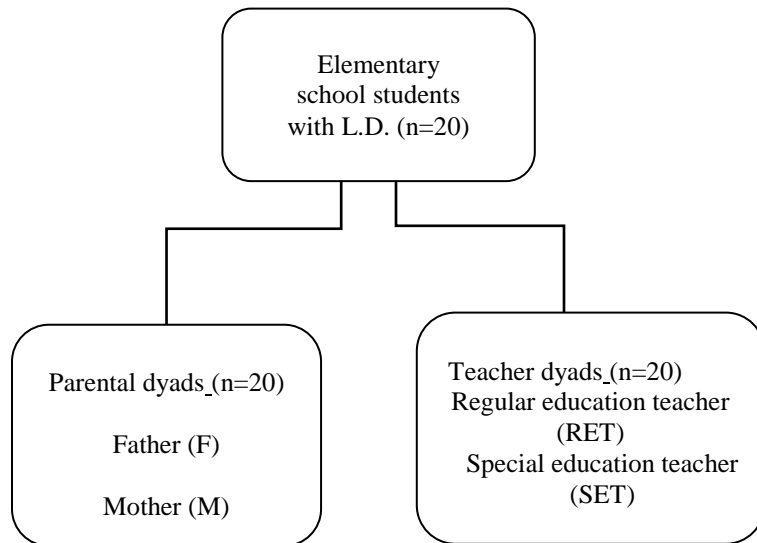 Elementary
school students
with L.D. (n=20)
Parental dyads (n=20)
Father (F)
Mother (M)
Teacher dyads (n=20)
Regular education teacher
(RET)
Special education teacher
(SET)